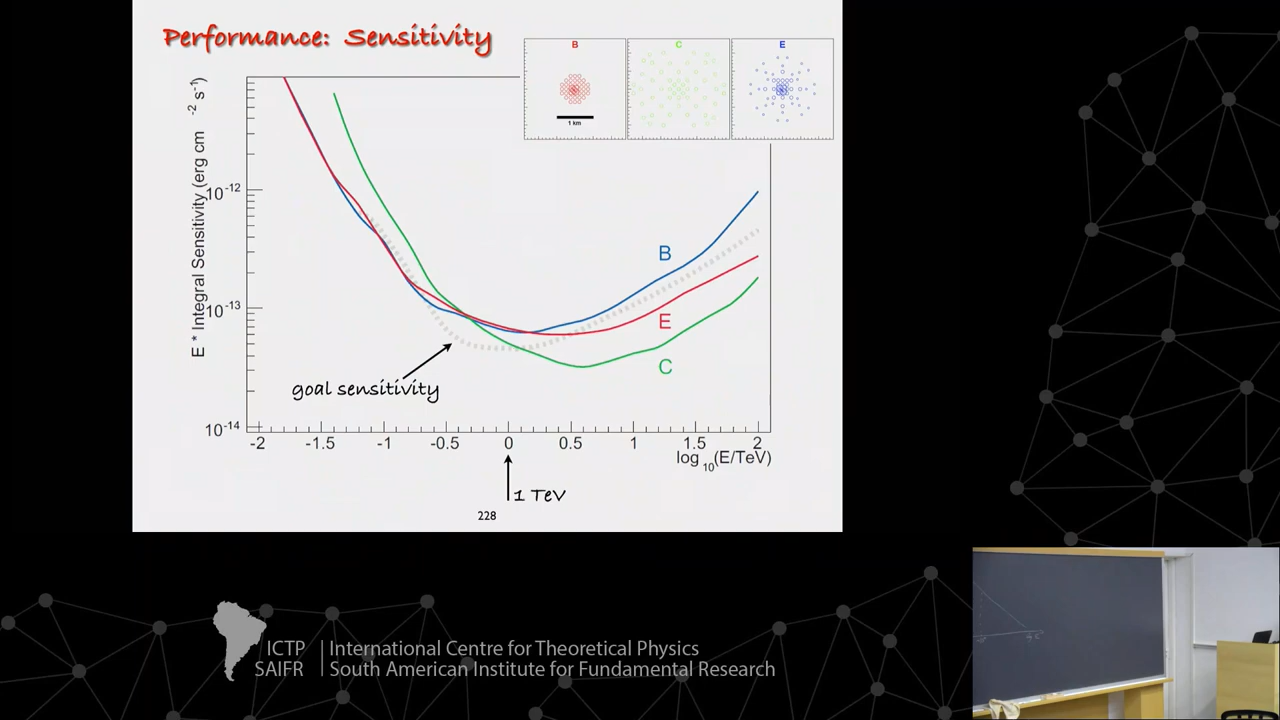 Performance: Sensitivity
B
C
E
1 km
E * Integral Sensitivity (erg cm -2 s-1)
10-12
10-13
10-14
B
E
C
goal sensitivity
-2 -1.5 -1 -0.5 0 0.5 1 1.5 2
log10(E/TeV)
1 TeV
228
ICTP
SAIFR
International Centre for Theoretical Physics
South American Institute for Fundamental Research